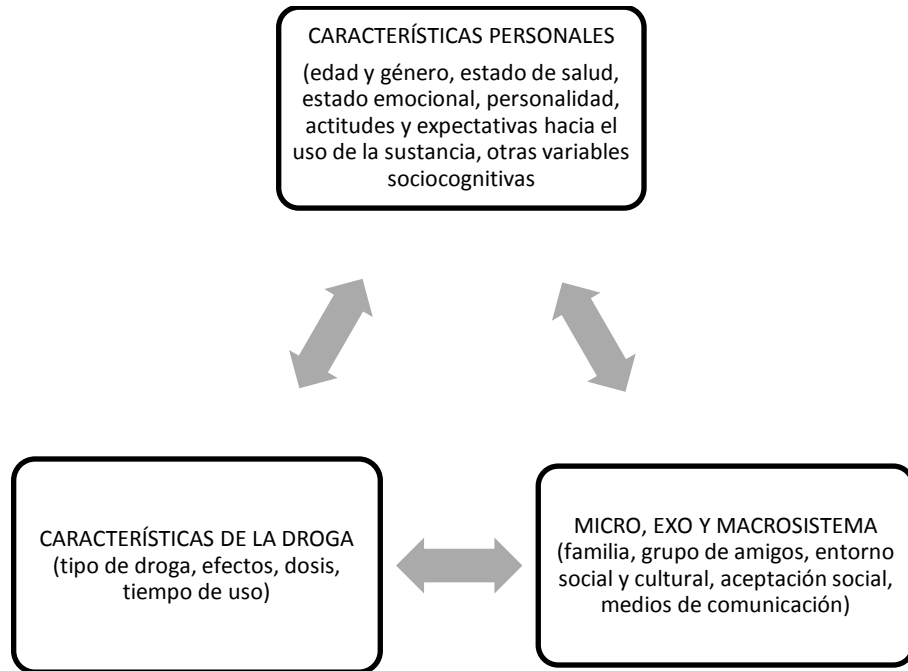 CARACTERÍSTICAS PERSONALES
(edad y género, estado de salud,
estado emocional, personalidad,
actitudes y expectativas hacia el
uso de la sustancia, otras variables
sociocognitivas
CARACTERÍSTICAS DE LA DROGA
(tipo de droga, efectos, dosis,
tiempo de uso)
MICRO, EXO Y MACROSISTEMA
(familia, grupo de amigos, entorno
social y cultural, aceptación social,
medios de comunicación)